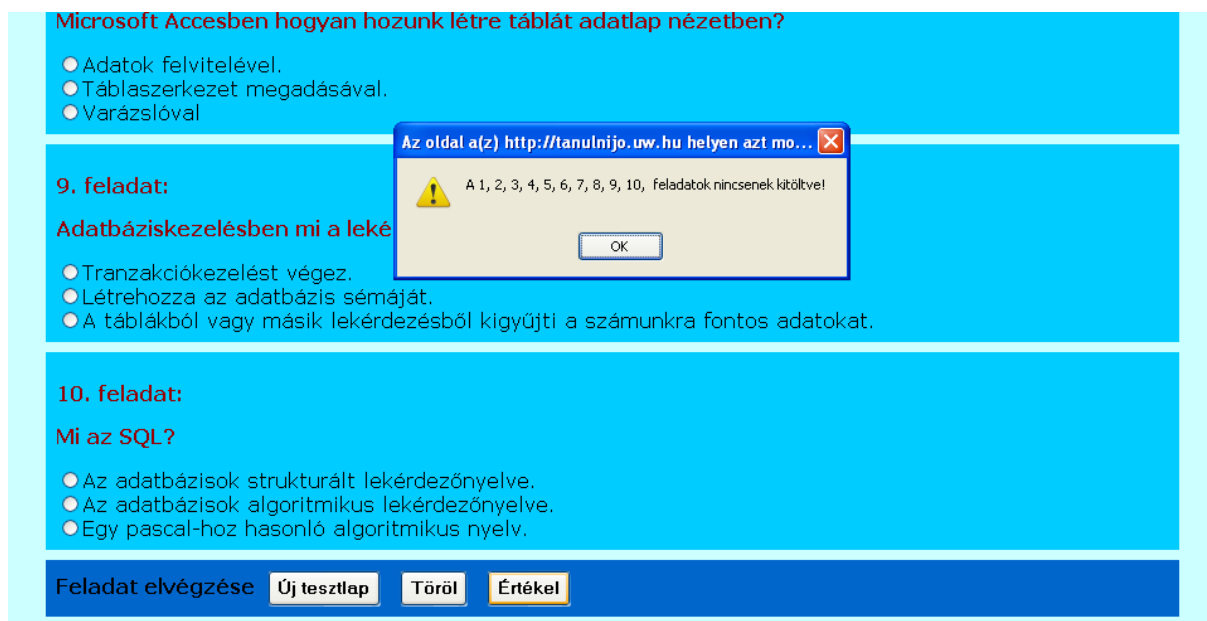 Microsoft Accesben hogyan hozunk létre táblát adatlap nézetben?
Adatok felvitelével.
Táblaszerkezet megadásával.
Varázslóval
Az oldal a(z) http://tanulnijo.uw.hu helyen azt mo...
A 1, 2, 3, 4, 5, 6, 7, 8, 9, 10, feladatok nincsenek kitöltve!
OK
9. feladat:
Adatbáziskezelésben mi a leké
Tranzakciókezelést végez.
Létrehozza az adatbázis sémáját.
A táblákból vagy másik lekérdezésből kigyűjti a számunkra fontos adatokat.
10. feladat:
Mi az SQL?
Az adatbázisok strukturált lekérdezőnyelve.
Az adatbázisok algoritmikus lekérdezőnyelve.
Egy pascal-hoz hasonló algoritmikus nyelv.
Feladat elvégzése Új tesztlap Töröl Értékel